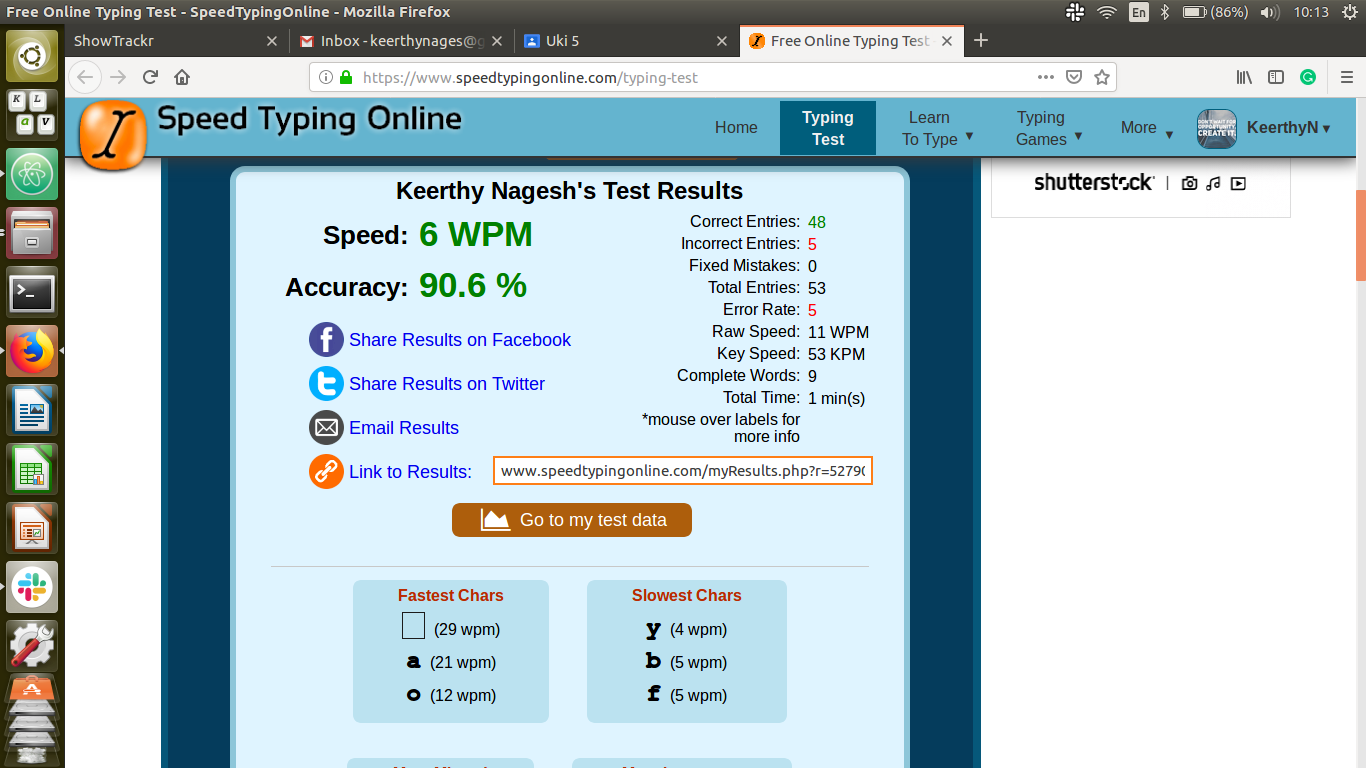 Free Online Typing Test - SpeedTypingOnline - Mozilla Firefox
En
(86%)
10:13
ShowTrackr
Inbox - keerthynages@g
Uki 5
Free Online Typing Test -
https://www.speedtypingonline.com/typing-test
K L
a v
Speed Typing Online
Home
Typing
Test
Learn
To Type
Typing
Games
More
DON'T WAIT FOR
OPPORTUNITY.
CREATE IT.
KeerthyN
shutterstock
Keerthy Nagesh's Test Results
Speed: 6 WPM
Accuracy: 90.6 %
Share Results on Facebook
Share Results on Twitter
Email Results
Link to Results: www.speedtypingonline.com/myResults.php?r=5279
Correct Entries: 48
Incorrect Entries: 5
Fixed Mistakes: 0
Total Entries: 53
Error Rate: 5
Raw Speed: 11 WPM
Key Speed: 53 KPM
Complete Words: 9
Total Time: 1 min(s)
*mouse over labels for
more info
Go to my test data
Fastest Chars
(29 wpm)
a (21 wpm)
o (12 wpm)
Slowest Chars
y (4 wpm)
b (5 wpm)
f (5 wpm)